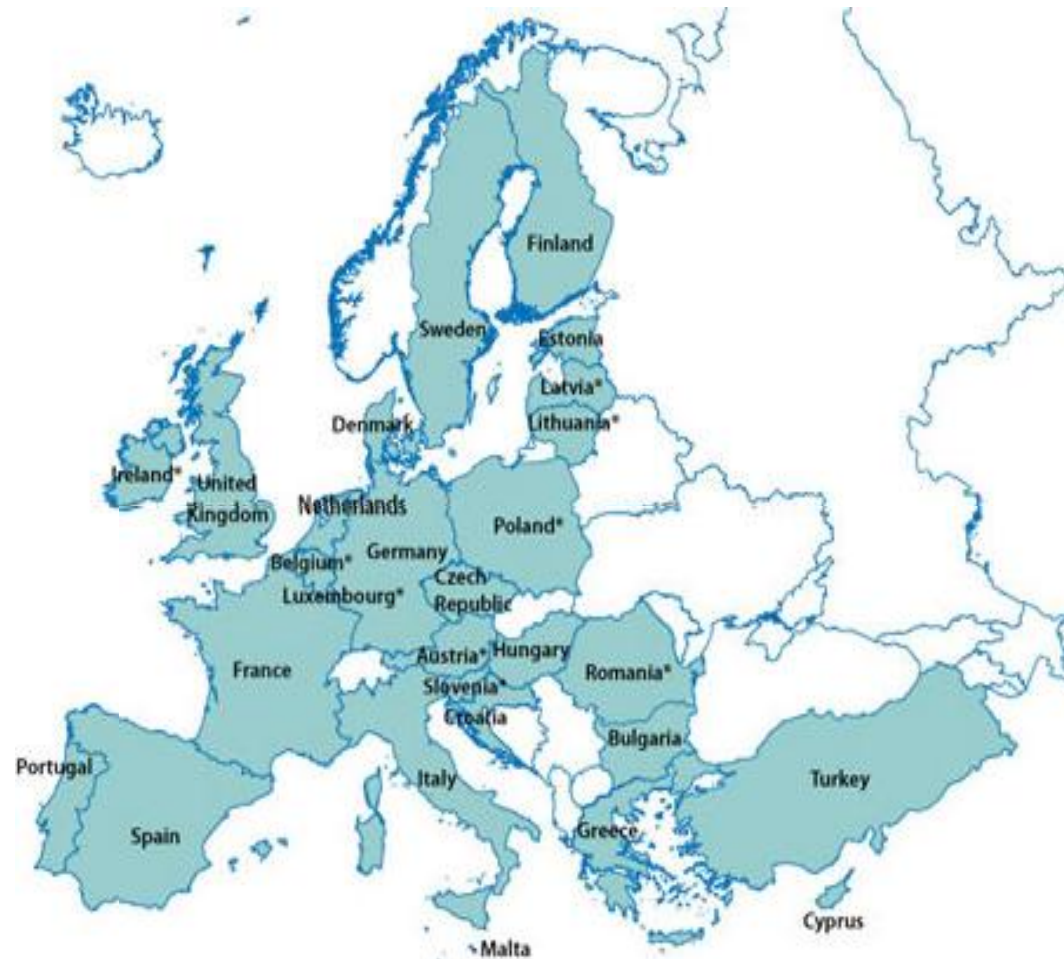 Finland
Sweden
Estonia
Latvia*
Denmark
Lithuania*
Ireland*
United
Kingdom
Netherlands
Poland*
Germany
Belgium*
Czech
Republic
Luxembourg*
France
Austria*
Hungary
Romania*
Slovenia*
Croatia
Bulgaria
Portugal
Italy
Turkey
Spain
Greece
Cyprus
Malta